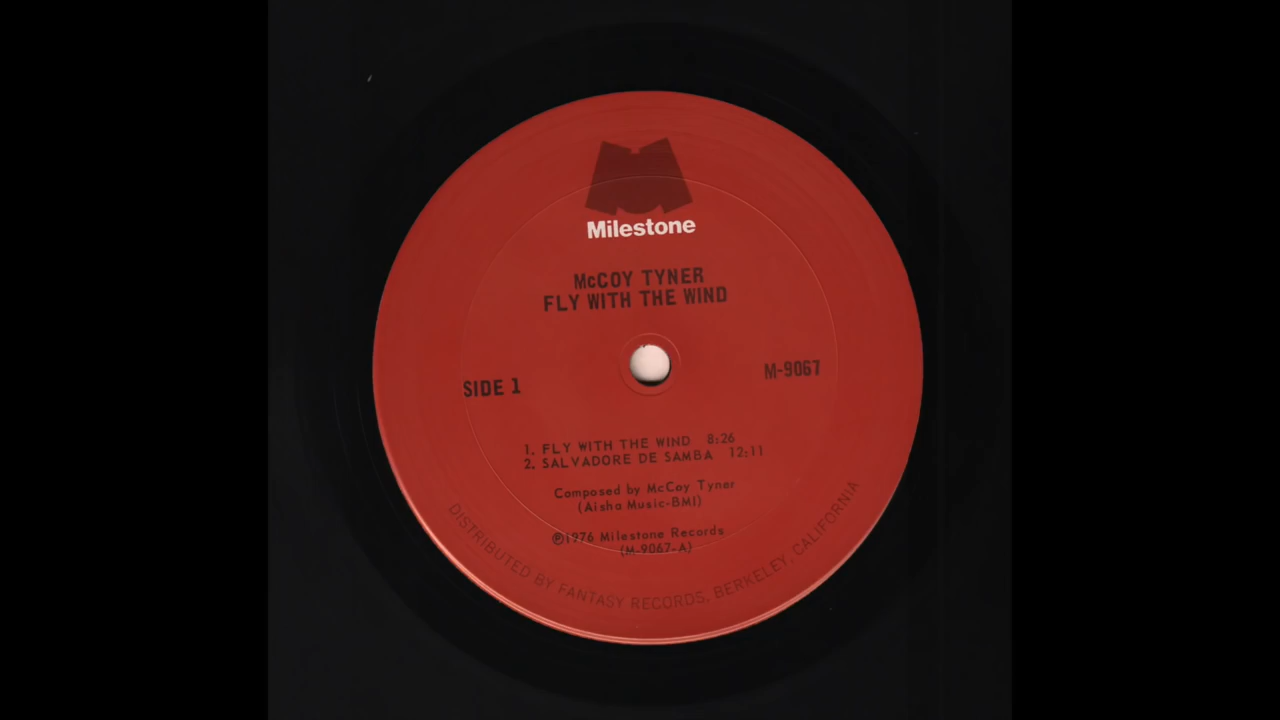 Milestone
McCOY TYNER
FLY WITH THE WIND
M-9067
SIDE 1
1. FLY WITH THE WIND 8:26
2. SALVADORE DE SAMBA 12:11
Composed by McCoy Tyner
(Aisha Music-BMI)
℗1976 Milestone Records
(M-9067-A)
DISTRIBUTED BY FANTASY RECORDS, BERKELEY, CALIFORNIA